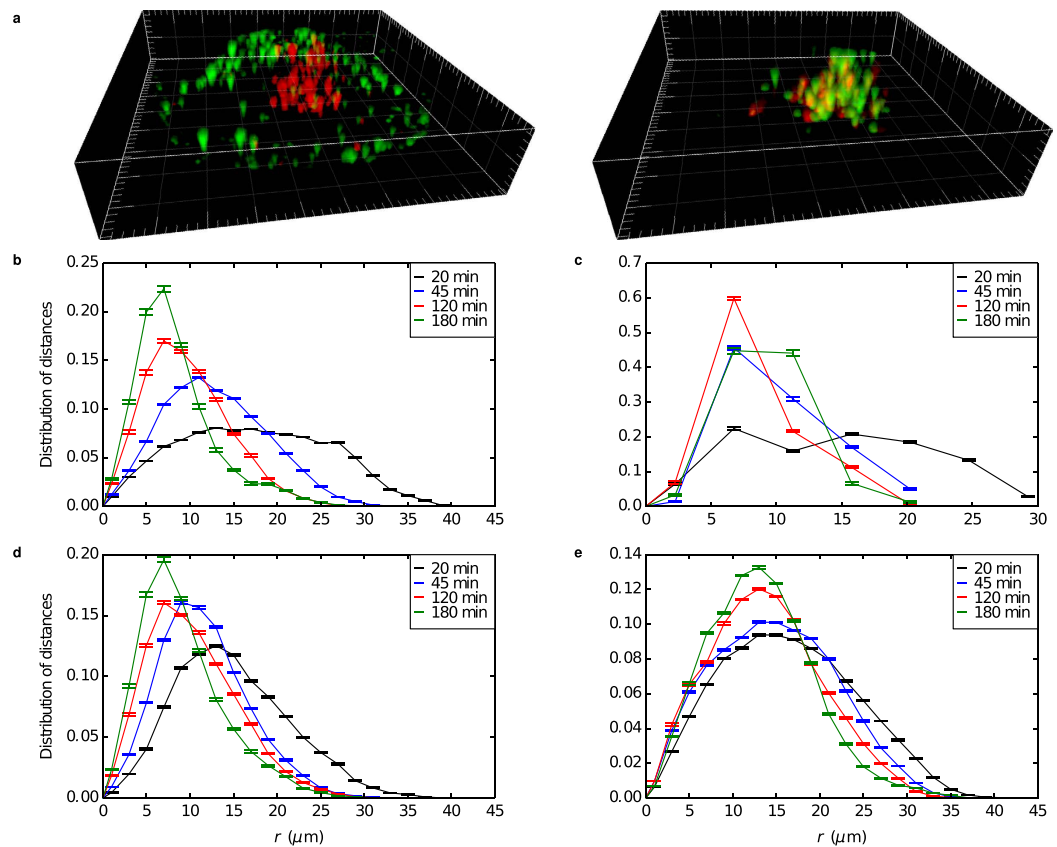 a
b
0.25
0.20
0.15
0.10
0.05
0.00
0 5 10 15 20 25 30 35 40 45
Distribution of distances
20 min
45 min
120 min
180 min
c
0.7
0.6
0.5
0.4
0.3
0.2
0.1
0.0
0 5 10 15 20 25 30
20 min
45 min
120 min
180 min
d
0.20
0.15
0.10
0.05
0.00
0 5 10 15 20 25 30 35 40 45
Distribution of distances
r (μm)
20 min
45 min
120 min
180 min
e
0.14
0.12
0.10
0.08
0.06
0.04
0.02
0.00
0 5 10 15 20 25 30 35 40 45
r (μm)
20 min
45 min
120 min
180 min